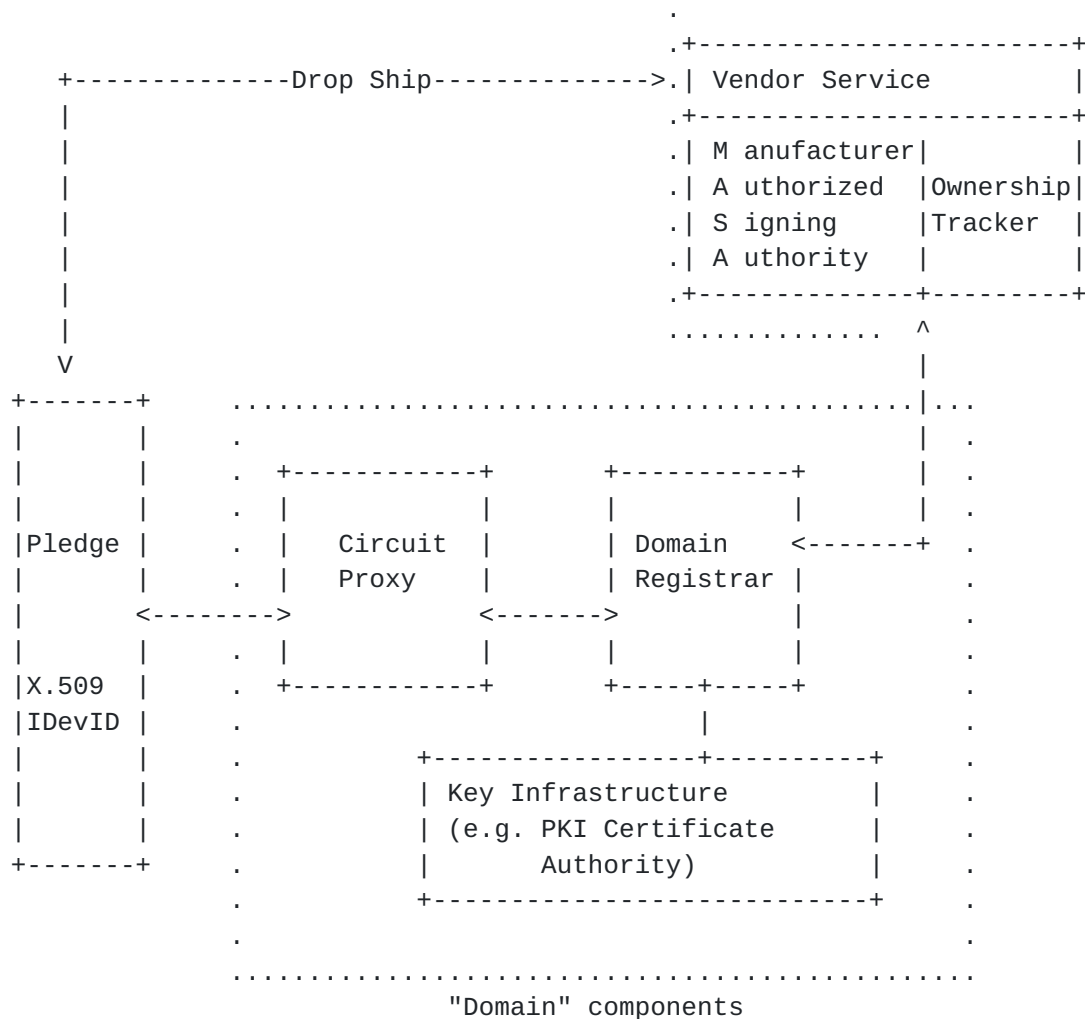 Drop Ship
Vendor Service
M anufacturer
A uthorized Ownership
S igning Tracker
A uthority
Pledge Circuit Domain
Proxy Registrar
X.509
IDevID
Key Infrastructure
(e.g. PKI Certificate
Authority)
"Domain" components